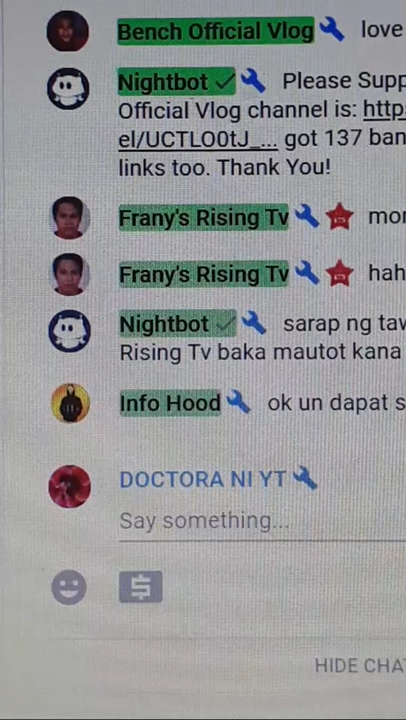 Bench Official Vlog love
Nightbot Please Supp
Official Vlog channel is: http
el/UCTLO0tJ_... got 137 ban
links too. Thank You!
Frany's Rising Tv mor
Frany's Rising Tv hah
Nightbot sarap ng taw
Rising Tv baka mautot kana
Info Hood ok un dapat s
DOCTORA NI YT
Say something...
$
HIDE CHA